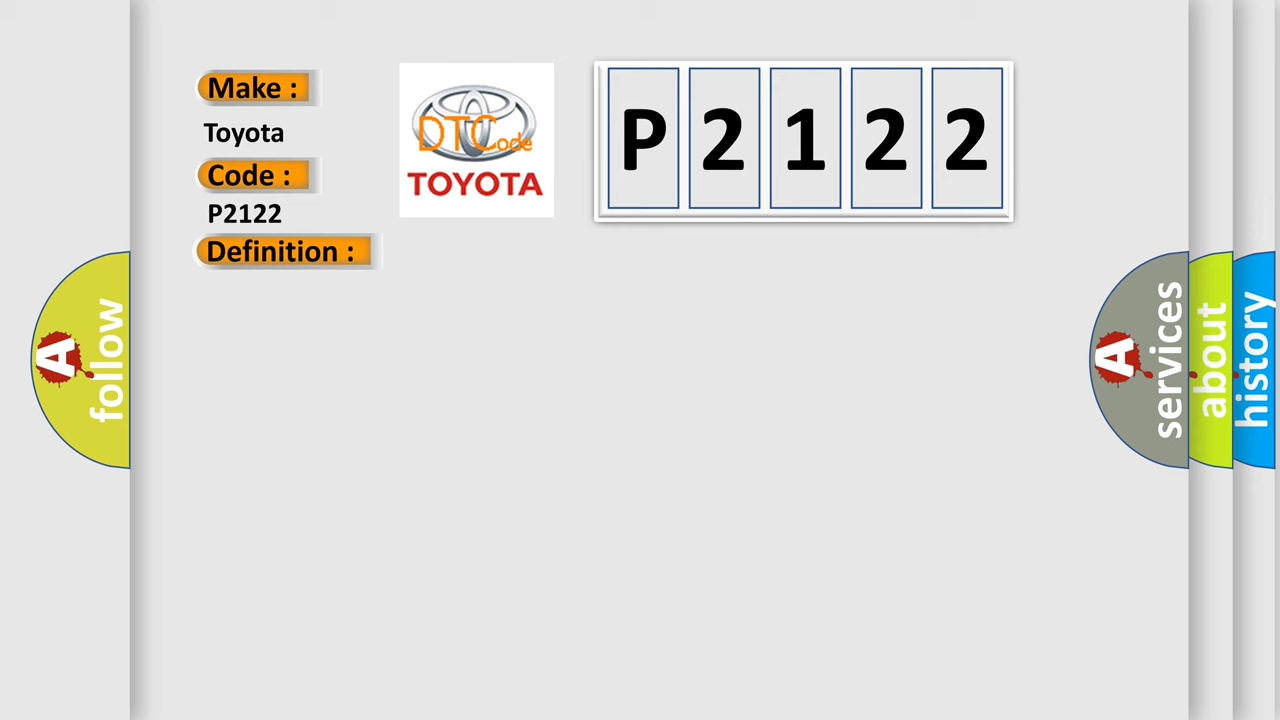 Make :
Toyota
Code :
P2122
Definition :
DTCode
TOYOTA
P 2 1 2 2
A follow
A services
about
history